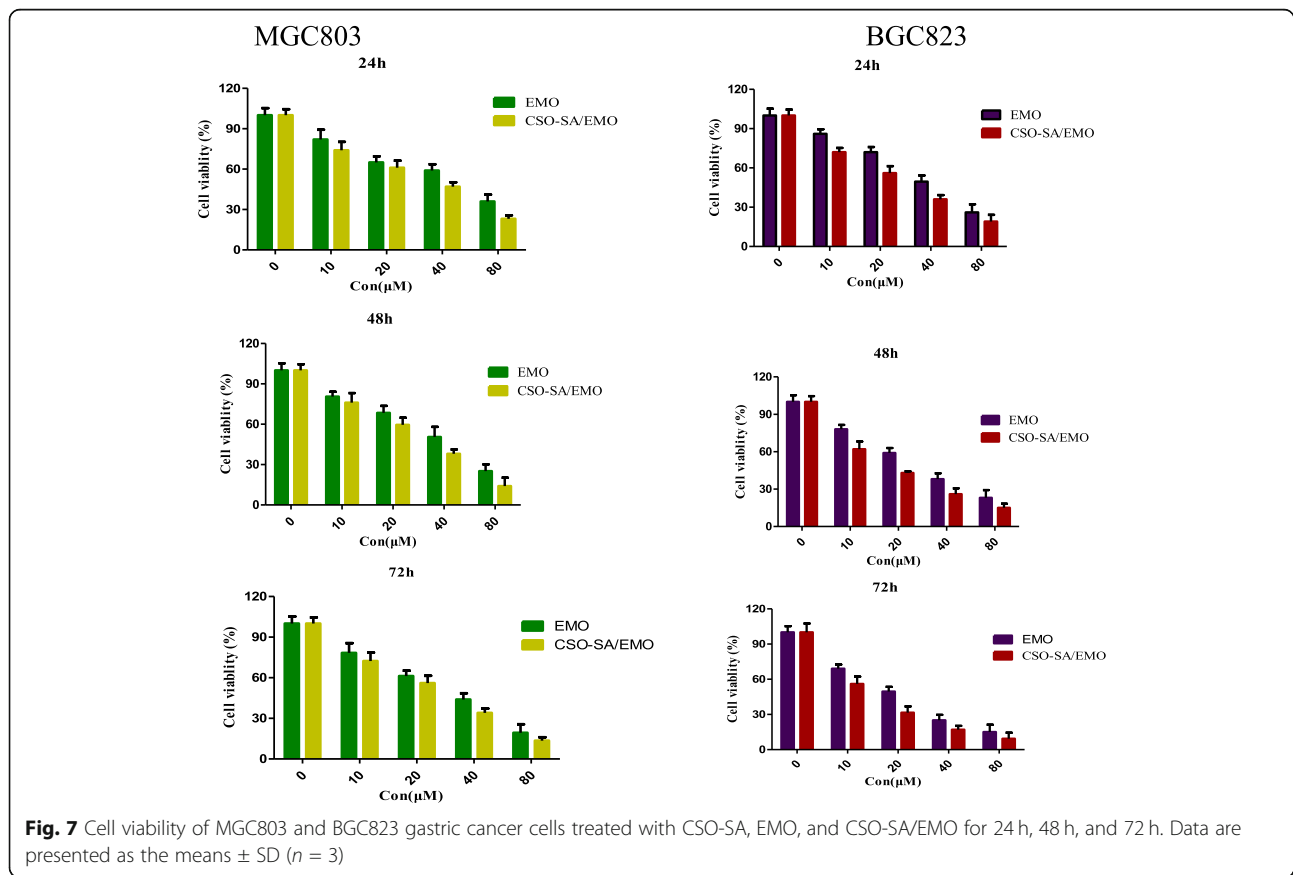 MGC803
24h
Cell viablity (%)
120
90
60
30
0
0 10 20 40 80
Con(μM)
EMO
CSO-SA/EMO
48h
Cell viablity (%)
120
90
60
30
0
0 10 20 40 80
Con(μM)
EMO
CSO-SA/EMO
72h
Cell viablity (%)
120
90
60
30
0
0 10 20 40 80
Con(μM)
EMO
CSO-SA/EMO
BGC823
24h
Cell viablity (%)
120
90
60
30
0
0 10 20 40 80
Con(μM)
EMO
CSO-SA/EMO
48h
Cell viablity (%)
120
90
60
30
0
0 10 20 40 80
Con(μM)
EMO
CSO-SA/EMO
72h
Cell viablity (%)
120
90
60
30
0
0 10 20 40 80
Con(μM)
EMO
CSO-SA/EMO
Fig. 7 Cell viability of MGC803 and BGC823 gastric cancer cells treated with CSO-SA, EMO, and CSO-SA/EMO for 24 h, 48 h, and 72 h. Data are
presented as the means ± SD (n = 3)